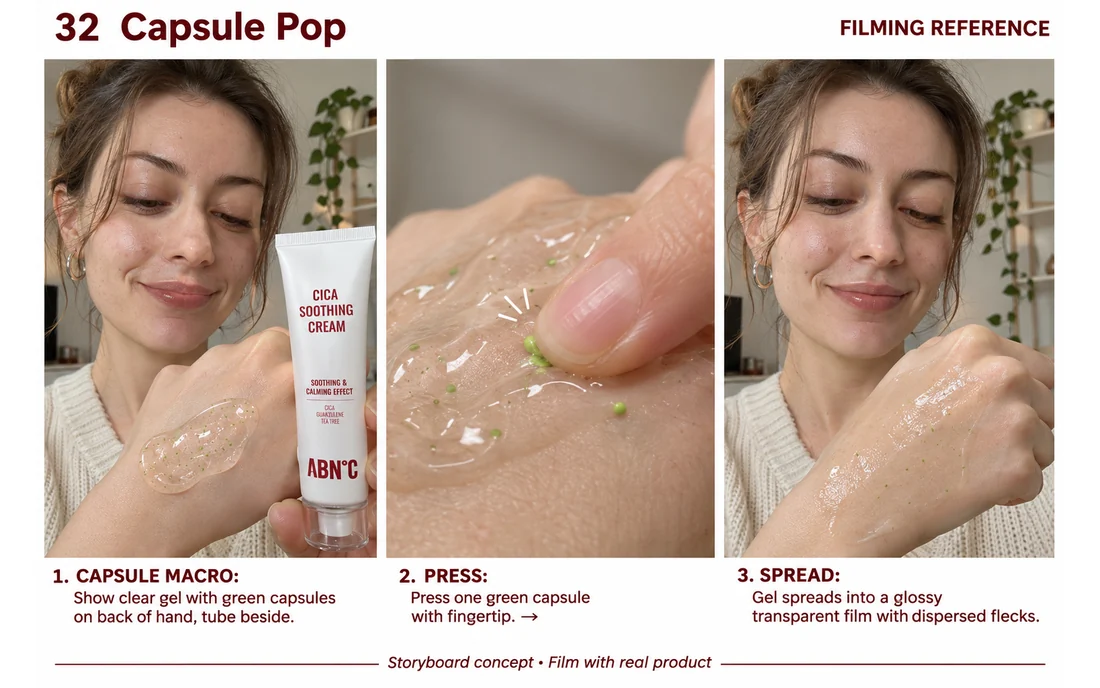 32 Capsule Pop
FILMING REFERENCE
CICA
SOOTHING
CREAM
SOOTHING &
CALMING EFFECT
CICA
GUAIAZULENE
TEA TREE
ABN°C
1. CAPSULE MACRO:
Show clear gel with green capsules
on back of hand, tube beside.
2. PRESS:
Press one green capsule
with fingertip. →
3. SPREAD:
Gel spreads into a glossy
transparent film with dispersed flecks.
Storyboard concept • Film with real product